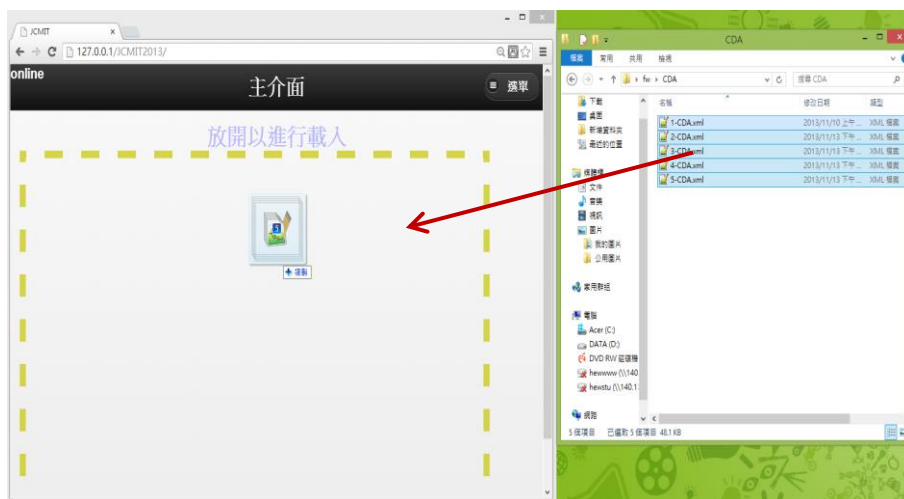 JCMIT
127.0.0.1/JCMIT2013/
online
主介面
選單
放開以進行載入
5
複製
CDA
檔案 常用 共用 檢視
fw CDA
搜尋 CDA
名稱 修改日期 類型
1-CDA.xml 2013/11/10 上午... XML 檔案
2-CDA.xml 2013/11/13 下午... XML 檔案
3-CDA.xml 2013/11/13 下午... XML 檔案
4-CDA.xml 2013/11/13 下午... XML 檔案
5-CDA.xml 2013/11/13 下午... XML 檔案
下載
桌面
新增資料夾
最近的位置
媒體櫃
文件
音樂
視訊
圖片
我的圖片
公用圖片
家用群組
電腦
Acer (C:)
DATA (D:)
DVD RW 磁碟機
hewwww (\\140
hewstu (\\140.1
網路
5 個項目 已選取 5 個項目 48.1 KB